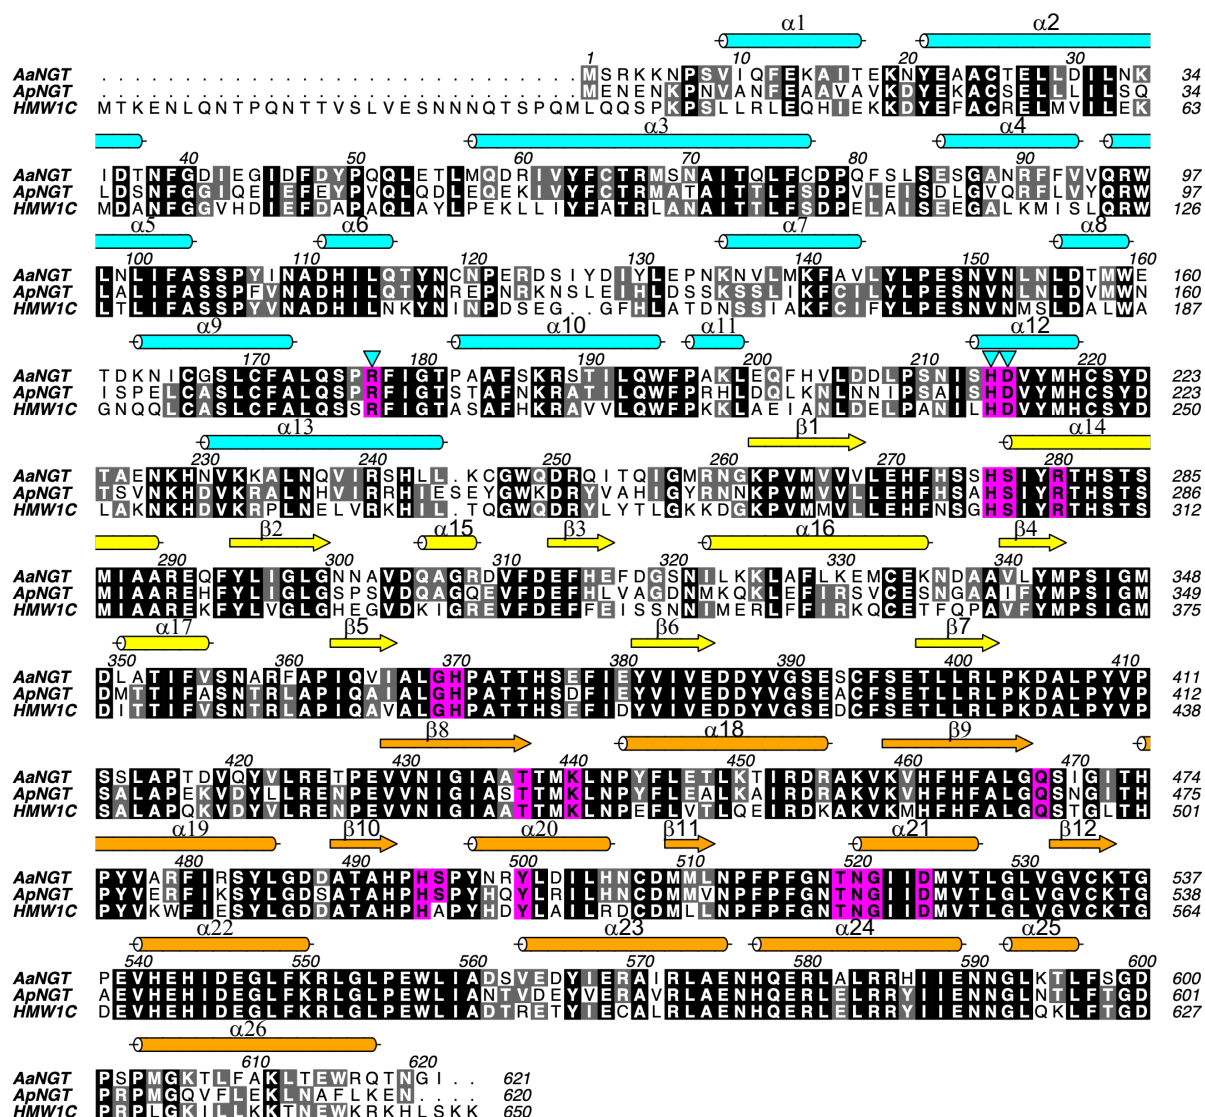 α1 α2
1 10 20 30
AaNGT . . . . . . . . . . . . . . . . . . . . . . . . . . . . . MSRKKNPSVIQFEKAITEKNYEAACTELLDILNK 34
ApNGT . . . . . . . . . . . . . . . . . . . . . . . . . . . . . MENENKPNVANFEAAVAVKDYEKACSELLLILSQ 34
HMW1C MTKENLQNTPQNTTVSLVESNNNQTSPQMLQQSPKPSLLRLEQHIEKKDYEFACRELMVILEK 63
α3 α4
40 50 60 70 80 90
AaNGT IDTNFGDIEGIDFDYPQQLETLMQDRIVYFCTRMSNAITQLFCDPQFSLSESGANRFFVVQRW 97
ApNGT LDSNFGGIQEIEFEYPVQLQDLEQEKIVYFCTRMATAITTLFSDPVLEISDLGVQRFLVYQRW 97
HMW1C MDANFGGVHDIEFDAPAQLAYLPEKLLIYFATRLANAITTLFSDPELAISEEGALKMISLQRW 126
α5 α6 α7 α8
100 110 120 130 140 150 160
AaNGT LNLIFASSPYINADHILQTYNCNPERDSIYDIYLEPNKNVLMKFAVLYLPESNVNLNLDTMWE 160
ApNGT LALIFASSPFVNADHILQTYNREPNRKNSLEIHLDSSKSSLIKFCILYLPESNVNLNLDVMWN 160
HMW1C LTLIFASSPYVNADHILNKYNINPDSEG..GFHLATDNSSIAKFCIFYLPESNVNMSLDALWA 187
α9 α10 α11 α12
170 180 190 200 210 220
AaNGT TDKNICGSLCFALQSPRFIGTPAAFSKRSTILQWFPAKLEQFHVLDDLPSNISHDVYMHCSYD 223
ApNGT ISPELCASLCFALQSPRFIGTSTAFNKRATILQWFPRHLDQLKNLNNIPSAISHDVYMHCSYD 223
HMW1C GNQQLCASLCFALQSSRFIGTASAFHKRAVVLQWFPKKLAEIANLDELPANILHDVYMHCSYD 250
α13 β1 α14
230 240 250 260 270 280
AaNGT TAENKHNVKKALNQVIRSHLL.KCGWQDRQITQIGMRNGKPVMVVVLEHFHSSHSIYRTHSTS 285
ApNGT TSVNKHDVKRALNHVIRRHIESEYGWKDRYVAHIGYRNNKPVMVVLLEHFHSAHSIYRTHSTS 286
HMW1C LAKNKHDVKRPLNELVRKHIL.TQGWQDRYLYTLGKKDGKPVMMVLLEHFNSGHSIYRTHSTS 312
β2 α15 β3 α16 β4
290 300 310 320 330 340
AaNGT MIAAREQFYLIGLGNNAVDQAGRDVFDEFHEFDGSNILKKLAFLKEMCEKNDAAVLYMPSIGM 348
ApNGT MIAAREHFYLIGLGSPSVDQAGQEVFDEFHLVAGDNMKQKLEFIRSVCESNGAAIFYMPSIGM 349
HMW1C MIAAREKFYLVGLGHEGVDKIGREVFDEFFEISSNNIMERLFFIRKQCETFQPAVFYMPSIGM 375
α17 β5 β6 β7
350 360 370 380 390 400 410
AaNGT DLATIFVSNARFAPIQVIALGHPATTHSEFIEYVIVEDDYVGSESCFSETLLRLPKDALPYVP 411
ApNGT DMTTIFASNTRLAPIQAIALGHPATTHSDFIEYVIVEDDYVGSEACFSETLLRLPKDALPYVP 412
HMW1C DITTIFVSNTRLAPIQAVALGHPATTHSEFIDYVIVEDDYVGSEDCFSETLLRLPKDALPYVP 438
β8 α18 β9
420 430 440 450 460 470
AaNGT SSLAPTDVQYVLRETPEVVNIGIAATTMKLNPYFLETLKTIRDRAKVKVHFHFALGQSIGITH 474
ApNGT SALAPEKVDYLLRENPEVVNIGIASTTMKLNPYFLEALKAIRDRAKVKVHFHFALGQSNGITH 475
HMW1C SALAPQKVDYVLRENPEVVNIGIAATTMKLNPEFLVTLQEIRDKAKVKMHFHFALGQSTGLTH 501
α19 β10 α20 β11 α21 β12
480 490 500 510 520 530
AaNGT PYVARFIRSYLGDDATAHPHSPYNRYLDILHNCDMMLNPFPFGNTNGIIDMVTLGLVGVCKTG 537
ApNGT PYVERFIKSYLGDSATAHPHSPYHQYLRILHNCDMMVNPFPFGNTNGIIDMVTLGLVGVCKTG 538
HMW1C PYVKWFIESYLGDDATAHPHAPYHDYLAILRDCDMLLNPFPFGNTNGIIDMVTLGLVGVCKTG 564
α22 α23 α24 α25
540 550 560 570 580 590 600
AaNGT PEVHEHIDEGLFKRLGLPEWLIADSVEDYIERAIRLAENHQERLALRRHIIENNGLKTLFSGD 600
ApNGT AEVHEHIDEGLFKRLGLPEWLIANTVDEYVERAVRLAENHQERLELRRYIIENNGLNTLFTGD 601
HMW1C DEVHEHIDEGLFKRLGLPEWLIADTRETYIECALRLAENHQERLELRRYIIENNGLQKLFTGD 627
α26
610 620
AaNGT PSPMGKTLFAKLTEWRQTNGI.. 621
ApNGT PRPMGQVFLEKLNAFLKEN.... 620
HMW1C PRPLGKILLKKTNEWKRKHLSKK 650